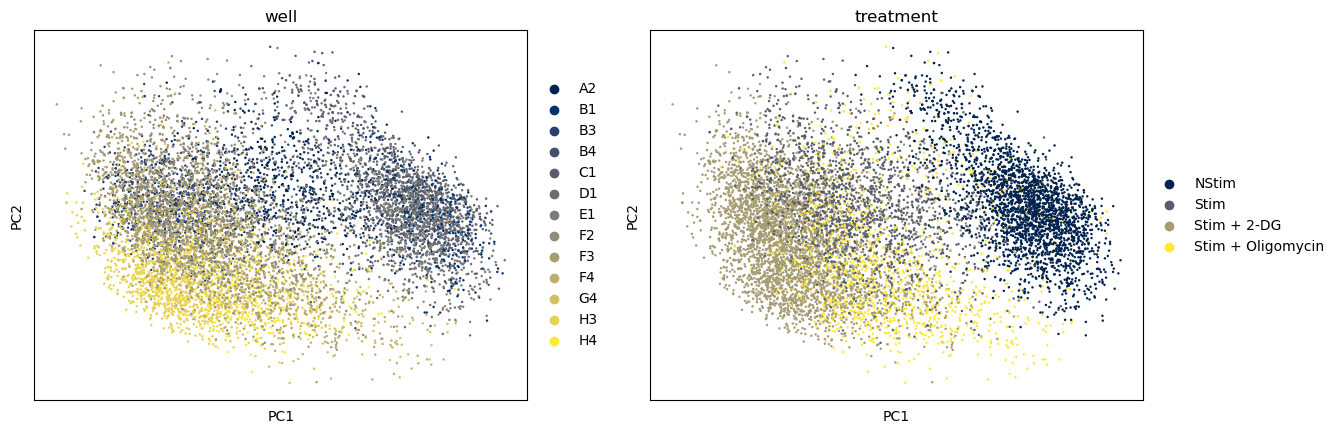 well
PC2
PC1
A2
B1
B3
B4
C1
D1
E1
F2
F3
F4
G4
H3
H4
treatment
PC2
PC1
NStim
Stim
Stim + 2-DG
Stim + Oligomycin